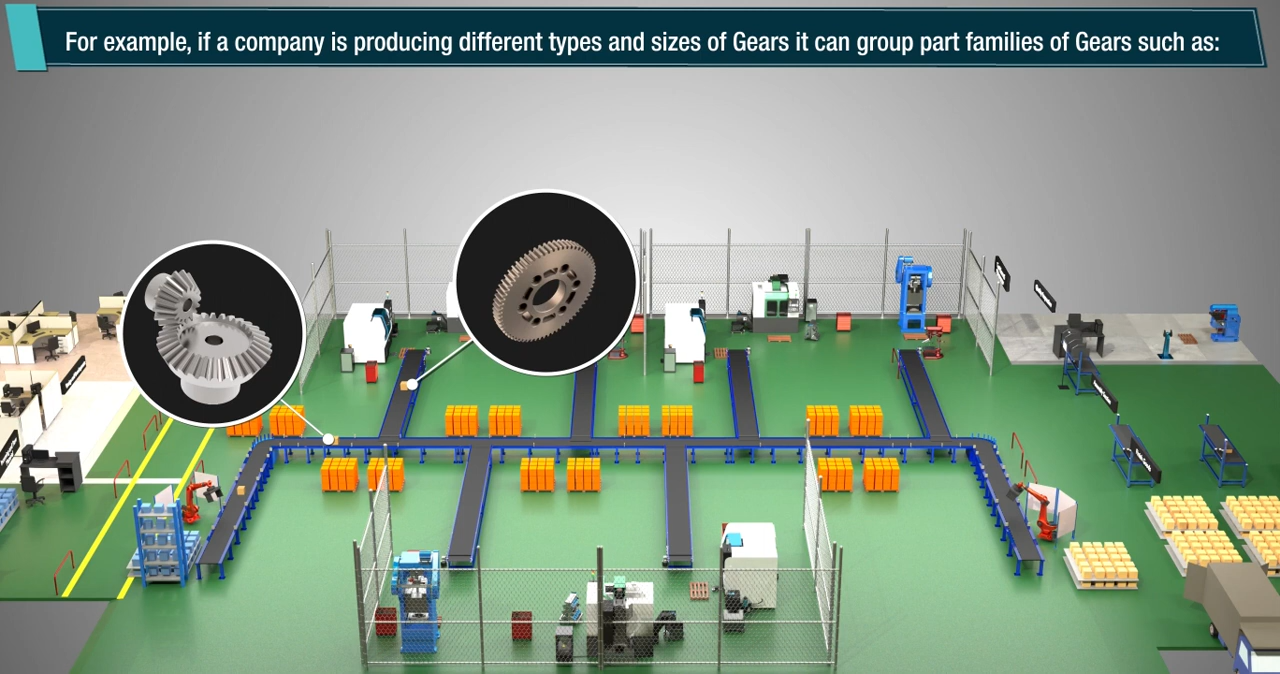 For example, if a company is producing different types and sizes of Gears it can group part families of Gears such as: